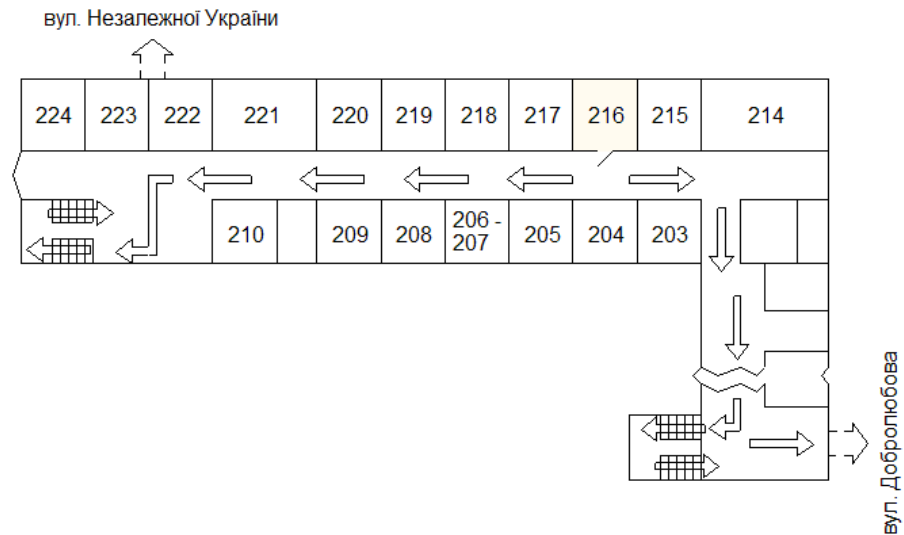 вул. Незалежної України
224 223 222 221 220 219 218 217 216 215 214
210 209 208 206 - 207 205 204 203
вул. Добролюбова